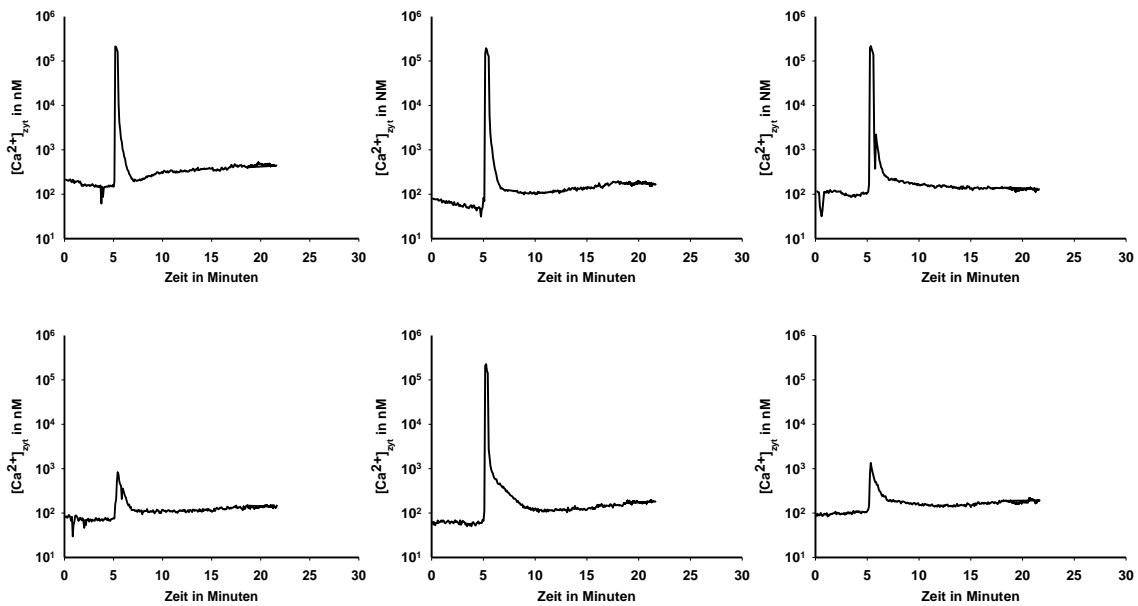 10⁶ 10⁶ 10⁶
10⁵ 10⁵ 10⁵
10⁴ 10⁴ 10⁴
10³ 10³ 10³
10² 10² 10²
10¹ 10¹ 10¹
[Ca²⁺]zyt in nM
[Ca²⁺]zyt in NM
[Ca²⁺]zyt in NM
0 5 10 15 20 25 30 0 5 10 15 20 25 30 0 5 10 15 20 25 30
Zeit in Minuten Zeit in Minuten Zeit in Minuten
10⁶ 10⁶ 10⁶
10⁵ 10⁵ 10⁵
10⁴ 10⁴ 10⁴
10³ 10³ 10³
10² 10² 10²
10¹ 10¹ 10¹
[Ca²⁺]zyt in nM
[Ca²⁺]zyt in nM
[Ca²⁺]zyt in nM
0 5 10 15 20 25 30 0 5 10 15 20 25 30 0 5 10 15 20 25 30
Zeit in Minuten Zeit in Minuten Zeit in Minuten